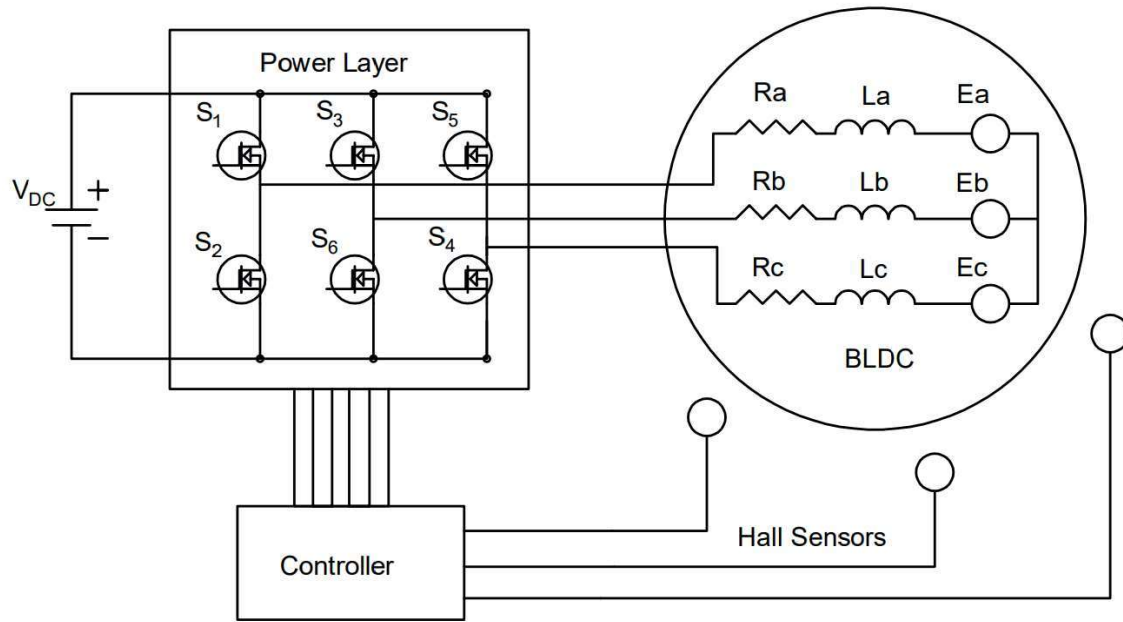 Power Layer
S₁ S₃ S₅
V_DC
+
−
S₂ S₆ S₄
Ra La Ea
Rb Lb Eb
Rc Lc Ec
BLDC
Hall Sensors
Controller